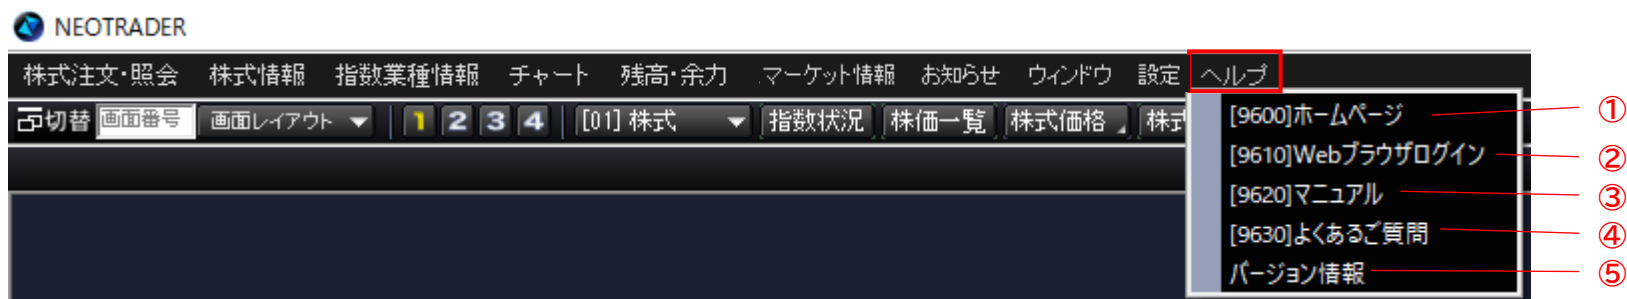 NEOTRADER
株式注文・照会 株式情報 指数業種情報 チャート 残高・余力 マーケット情報 お知らせ ウィンドウ 設定 ヘルプ
切替 画面番号 画面レイアウト 1 2 3 4 [01] 株式 指数状況 株価一覧 株式価格 株式
[9600]ホームページ ①
[9610]Webブラウザログイン ②
[9620]マニュアル ③
[9630]よくあるご質問 ④
バージョン情報 ⑤